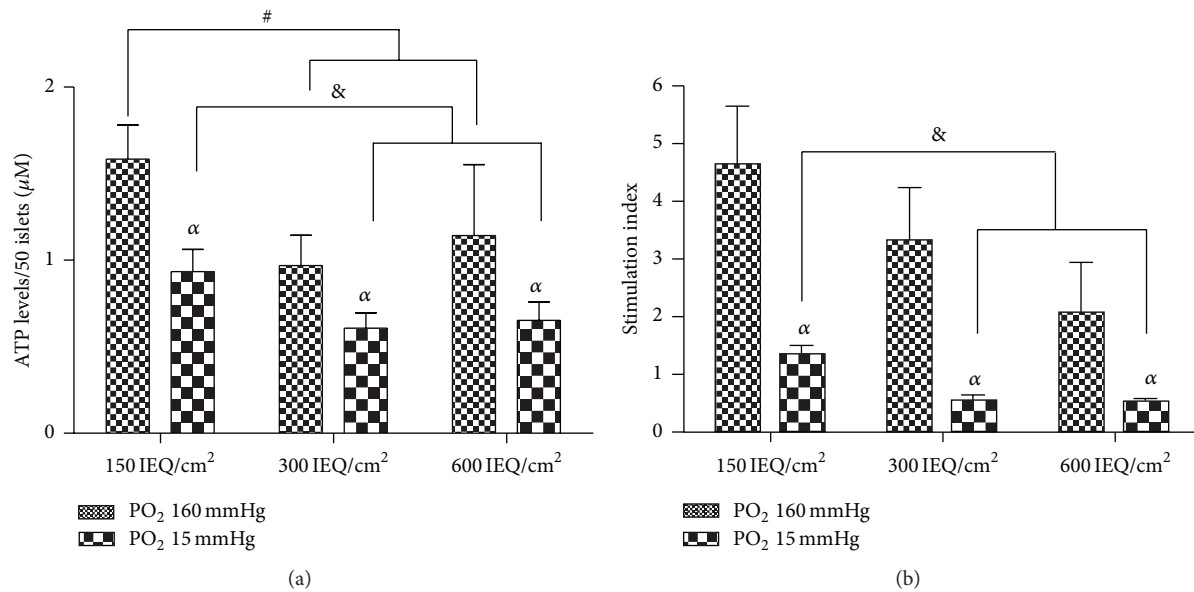 #
&
2
1
0
ATP levels/50 islets (μM)
α
α
α
150 IEQ/cm²
300 IEQ/cm²
600 IEQ/cm²
PO₂ 160 mmHg
PO₂ 15 mmHg
(a)
&
6
5
4
3
2
1
0
Stimulation index
α
α
α
150 IEQ/cm²
300 IEQ/cm²
600 IEQ/cm²
PO₂ 160 mmHg
PO₂ 15 mmHg
(b)